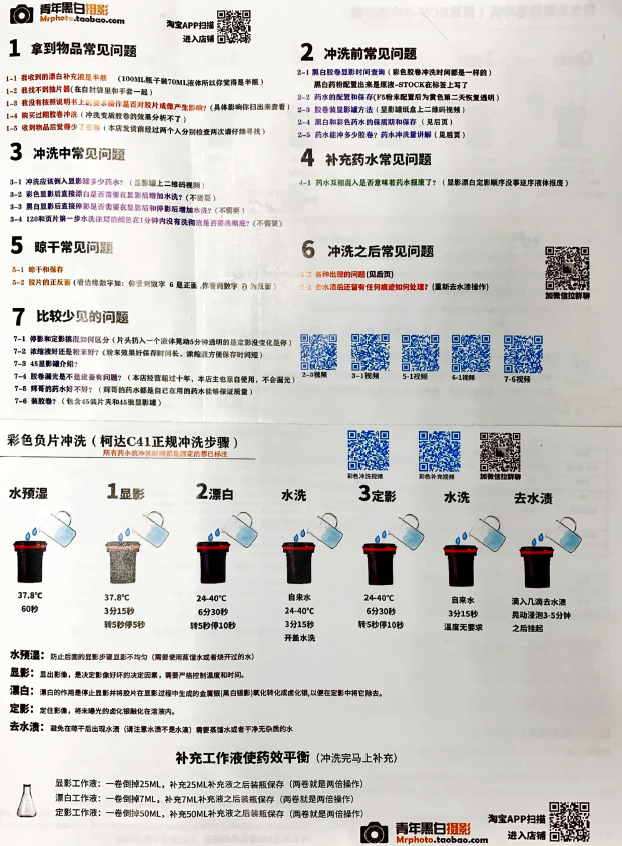 青年黑白摄影
Mrphoto.taobao.com
淘宝APP扫描
进入店铺
1 拿到物品常见问题
1-1 我收到的漂白补充液是半瓶 (100ML瓶子装70ML液体所以你觉得是半瓶)
1-2 我找不到抽片器(在自封袋里和手套一起)
1-3 我没有按照说明书上的要求操作是否对胶片成像产生影响?(具体影响你扫出来查看)
1-4 购买过期胶卷冲洗(冲洗变质胶卷的效果分析不了)
1-5 收到物品后觉得少了东西(本店发货前经过两个人分别检查两次请仔细寻找)
2 冲洗前常见问题
2-1 黑白胶卷显影时间查询(彩色胶卷冲洗时间都是一样的)
黑白药粉配置出来是原液=STOCK在标签上写了
2-2 药水的配置和保存(F5粉末配置后为黄色第二天恢复透明)
2-3 胶卷装显影罐方法(显影罐纸盒上二维码视频)
2-4 黑白和彩色药水的保质期和保存(见后页)
2-5 药水能冲多少胶卷?药水冲洗量讲解(见后页)
3 冲洗中常见问题
3-1 冲洗应该倒入显影罐多少药水?(显影罐上二维码视频)
3-2 彩色显影后直接漂白是否需要在显影后增加水洗?(不需要)
3-3 黑白显影后直接停影是否需要在显影后和停影后增加水洗?(不需要)
3-4 120和页片第一步水洗涂层的颜色在1分钟内没有洗彻底是否要洗彻底?(不需要)
4 补充药水常见问题
4-1 药水互相混入是否意味着药水报废了?(显影漂白定影顺序没事逆序液体报废)
5 晾干常见问题
5-1 晾干和保存
5-2 胶片的正反面(看边缘数字如:你看到数字 6 是正面,你看到数字 为反面)
6 冲洗之后常见问题
各种出现的问题(见后页)
去水渍后还留有任何痕迹如何处理?(重新去水渍操作)
加微信拉群聊
7 比较少见的问题
7-1 停影和定影搞混如何区分(片头扔入一个液体晃动5分钟透明的是定影没变化是停)
7-2 浓缩液好还是粉末好?(粉末效果好保存时间长,浓缩液方便保存时间短)
7-3 45显影罐介绍?
7-4 胶卷漏光是不是设备有问题?(本店经营超过十年,本店主也亲自使用,不会漏光)
7-5 辉哥的药水好不好?(辉哥的药水都是自己在用的药水能够保证质量)
7-6 装胶卷?(包含45装片夹和45装显影罐)
2-3视频
3-1视频
5-1视频
6-1视频
7-6视频
彩色负片冲洗(柯达C41正规冲洗步骤)
所有药水的冲洗时间都是固定的都已标注
彩色冲洗视频
彩色补充视频
加微信拉群聊
水预湿
1显影
2漂白
水洗
3定影
水洗
去水渍
37.8℃
60秒
37.8℃
3分15秒
转5秒停5秒
24-40℃
6分30秒
转5秒停10秒
自来水
24-40℃
3分15秒
开盖水洗
24-40℃
6分30秒
转5秒停10秒
自来水
3分15秒
温度无要求
滴入几滴去水渍
晃动浸泡3-5分钟
之后挂起
水预湿:防止后面的显影步骤显影不均匀(需要使用蒸馏水或者烧开过的水)
显影:显出影像,是决定影像好坏的决定因素,需要严格控制温度和时间。
漂白:漂白的作用是停止显影并将胶片在显影过程中生成的金属银(黑白银影)氧化转化成卤化银,以便在定影中将它除去。
定影:定住影像,将未曝光的卤化银融化在溶液内。
去水渍:避免在晾干后出现水渍(请注意水渍不是水滴)需要蒸馏水或者干净无杂质的水
补充工作液使药效平衡(冲洗完马上补充)
显影工作液:一卷倒掉25ML,补充25ML补充液之后装瓶保存(两卷就是两倍操作)
漂白工作液:一卷倒掉7ML,补充7ML补充液之后装瓶保存(两卷就是两倍操作)
定影工作液:一卷倒掉50ML,补充50ML补充液之后装瓶保存(两卷就是两倍操作)
青年黑白摄影
Mrphoto.taobao.com
淘宝APP扫描
进入店铺